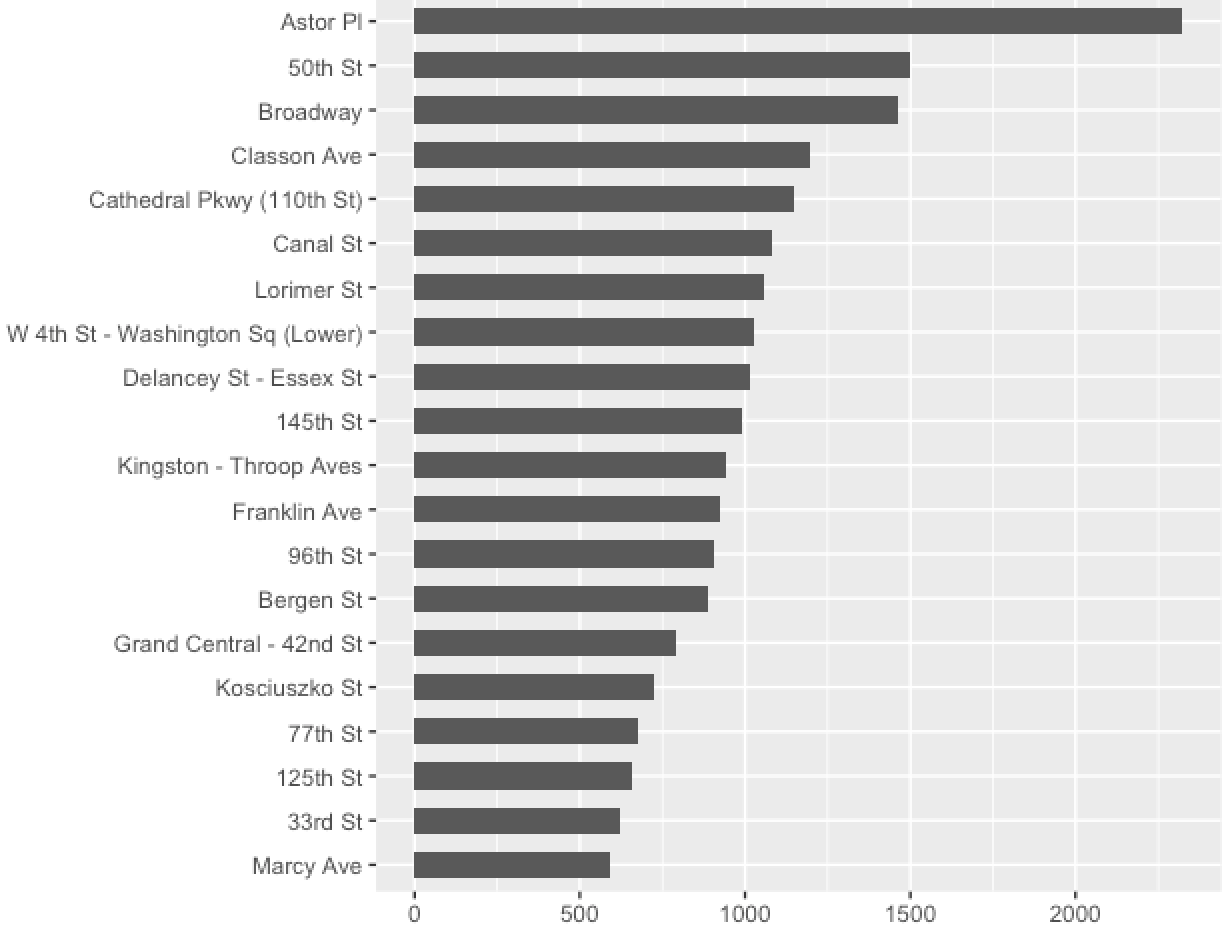 Astor Pl
50th St
Broadway
Classon Ave
Cathedral Pkwy (110th St)
Canal St
Lorimer St
W 4th St - Washington Sq (Lower)
Delancey St - Essex St
145th St
Kingston - Throop Aves
Franklin Ave
96th St
Bergen St
Grand Central - 42nd St
Kosciuszko St
77th St
125th St
33rd St
Marcy Ave
0 500 1000 1500 2000